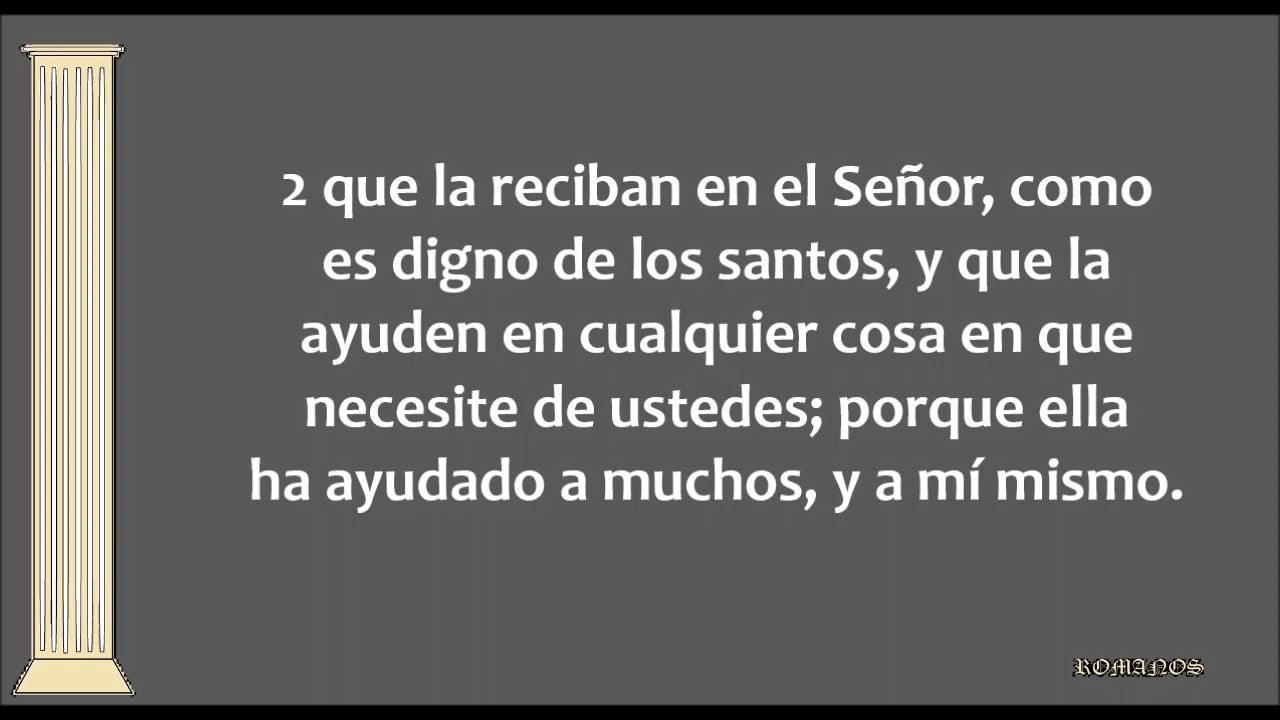 2 que la reciban en el Señor, como
es digno de los santos, y que la
ayuden en cualquier cosa en que
necesite de ustedes; porque ella
ha ayudado a muchos, y a mí mismo.
ROMANOS